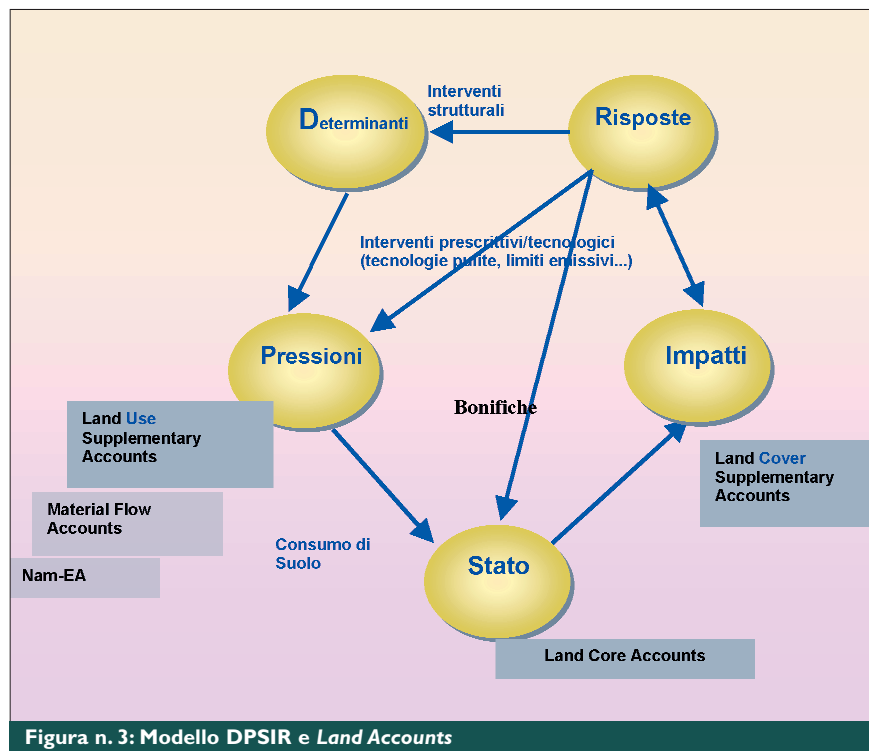 Interventi
strutturali
Determinanti
Risposte
Interventi prescrittivi/tecnologici
(tecnologie pulite, limiti emissivi...)
Pressioni
Impatti
Bonifiche
Land Use
Supplementary
Accounts
Land Cover
Supplementary
Accounts
Material Flow
Accounts
Consumo di
Suolo
Stato
Nam-EA
Land Core Accounts
Figura n. 3: Modello DPSIR e Land Accounts